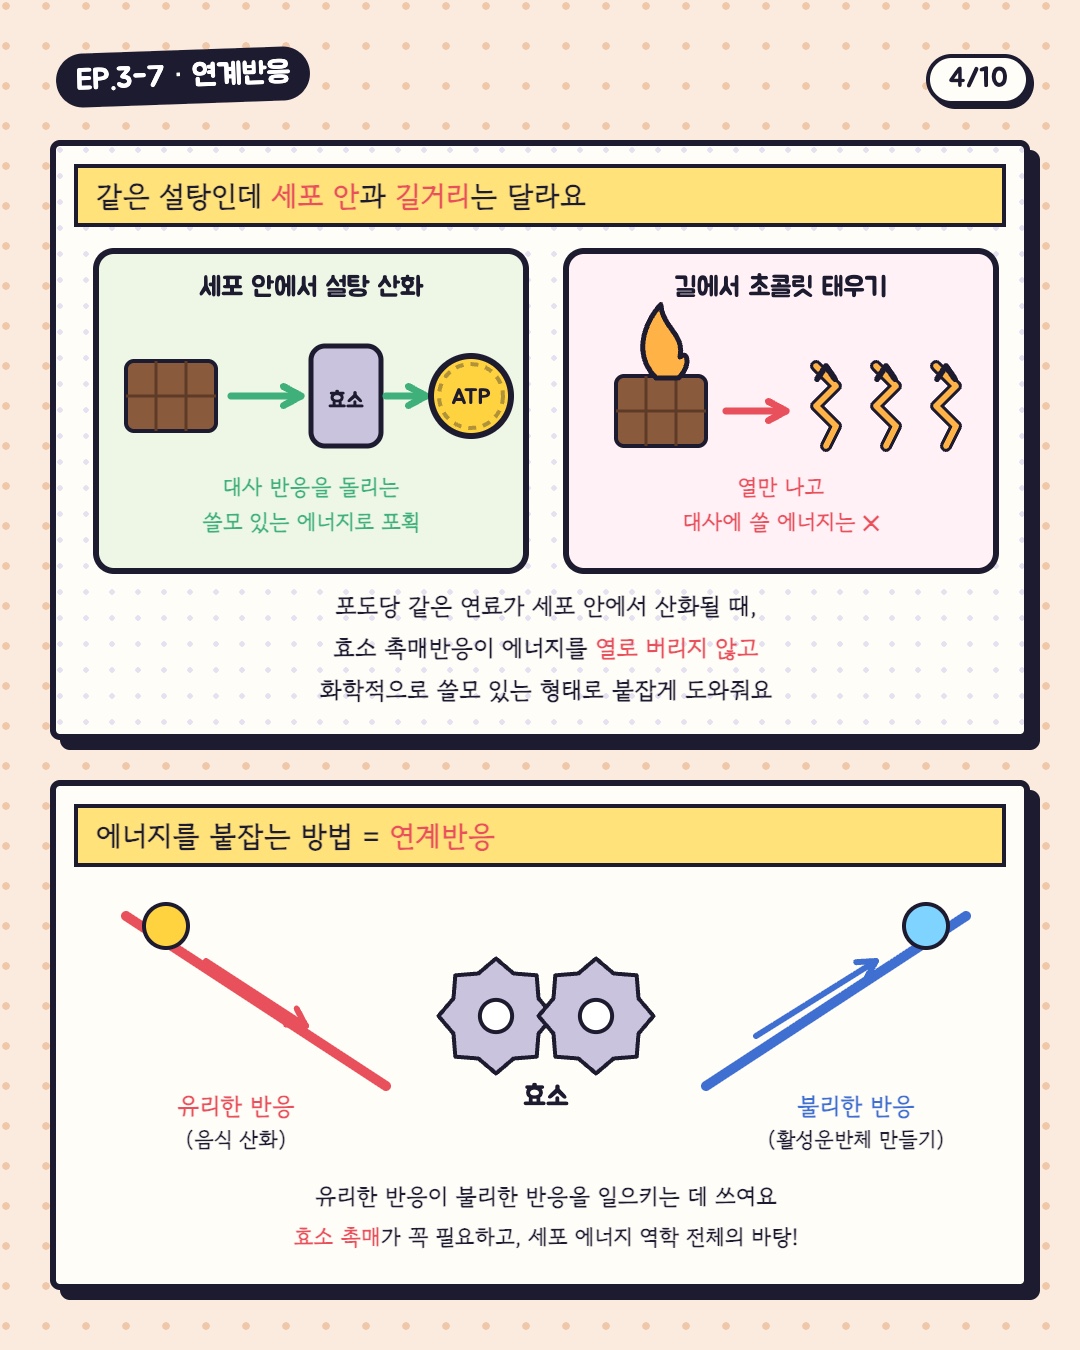 EP.3-7 · 연계반응
4/10
같은 설탕인데 세포 안과 길거리는 달라요
세포 안에서 설탕 산화
효소
ATP
대사 반응을 돌리는
쓸모 있는 에너지로 포획
길에서 초콜릿 태우기
열만 나고
대사에 쓸 에너지는 ×
포도당 같은 연료가 세포 안에서 산화될 때,
효소 촉매반응이 에너지를 열로 버리지 않고
화학적으로 쓸모 있는 형태로 붙잡게 도와줘요
에너지를 붙잡는 방법 = 연계반응
효소
유리한 반응
(음식 산화)
불리한 반응
(활성운반체 만들기)
유리한 반응이 불리한 반응을 일으키는 데 쓰여요
효소 촉매가 꼭 필요하고, 세포 에너지 역학 전체의 바탕!